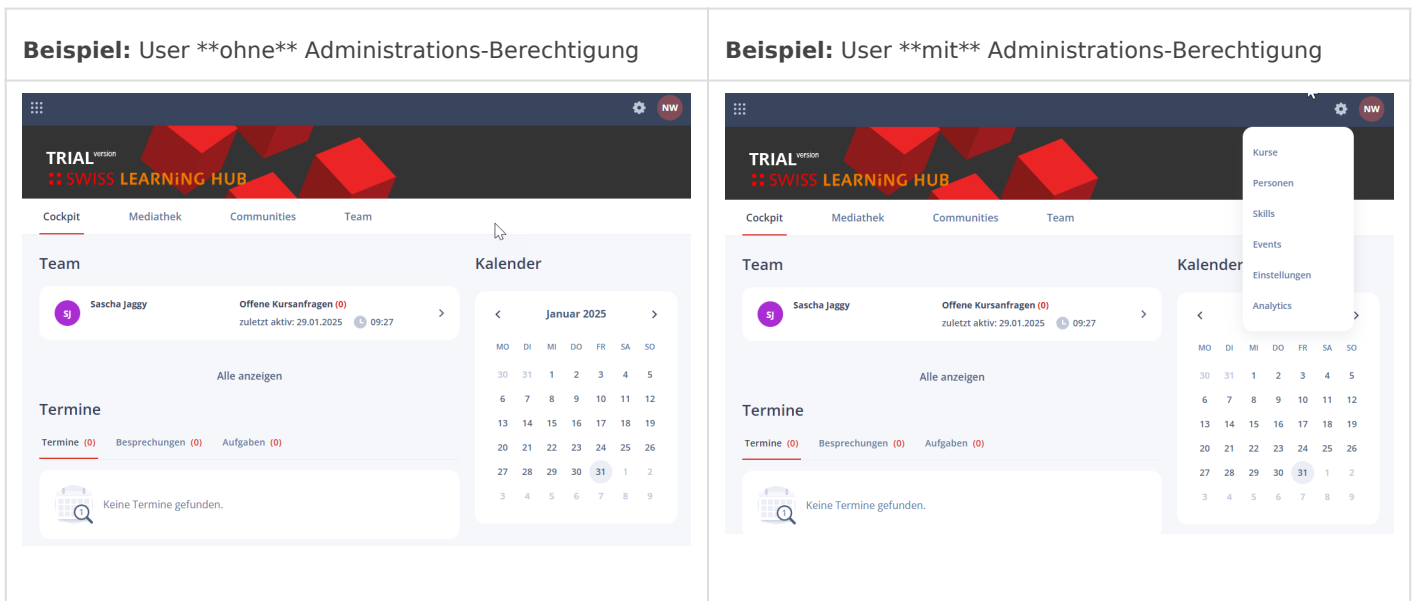 Beispiel: User **ohne** Administrations-Berechtigung
NW
TRIAL version
SWISS LEARNiNG HUB
Cockpit Mediathek Communities Team
Team
SJ
Sascha Jaggy
Offene Kursanfragen (0)
zuletzt aktiv: 29.01.2025 09:27
Alle anzeigen
Termine
Termine (0) Besprechungen (0) Aufgaben (0)
1
Keine Termine gefunden.
Kalender
Januar 2025
MO DI MI DO FR SA SO
30 31 1 2 3 4 5
6 7 8 9 10 11 12
13 14 15 16 17 18 19
20 21 22 23 24 25 26
27 28 29 30 31 1 2
3 4 5 6 7 8 9
Beispiel: User **mit** Administrations-Berechtigung
NW
TRIAL version
SWISS LEARNiNG HUB
Kurse
Personen
Skills
Events
Einstellungen
Analytics
Cockpit Mediathek Communities Team
Team
SJ
Sascha Jaggy
Offene Kursanfragen (0)
zuletzt aktiv: 29.01.2025 09:27
Alle anzeigen
Termine
Termine (0) Besprechungen (0) Aufgaben (0)
1
Keine Termine gefunden.
Kalender
MO DI MI DO FR SA SO
30 31 1 2 3 4 5
6 7 8 9 10 11 12
13 14 15 16 17 18 19
20 21 22 23 24 25 26
27 28 29 30 31 1 2
3 4 5 6 7 8 9